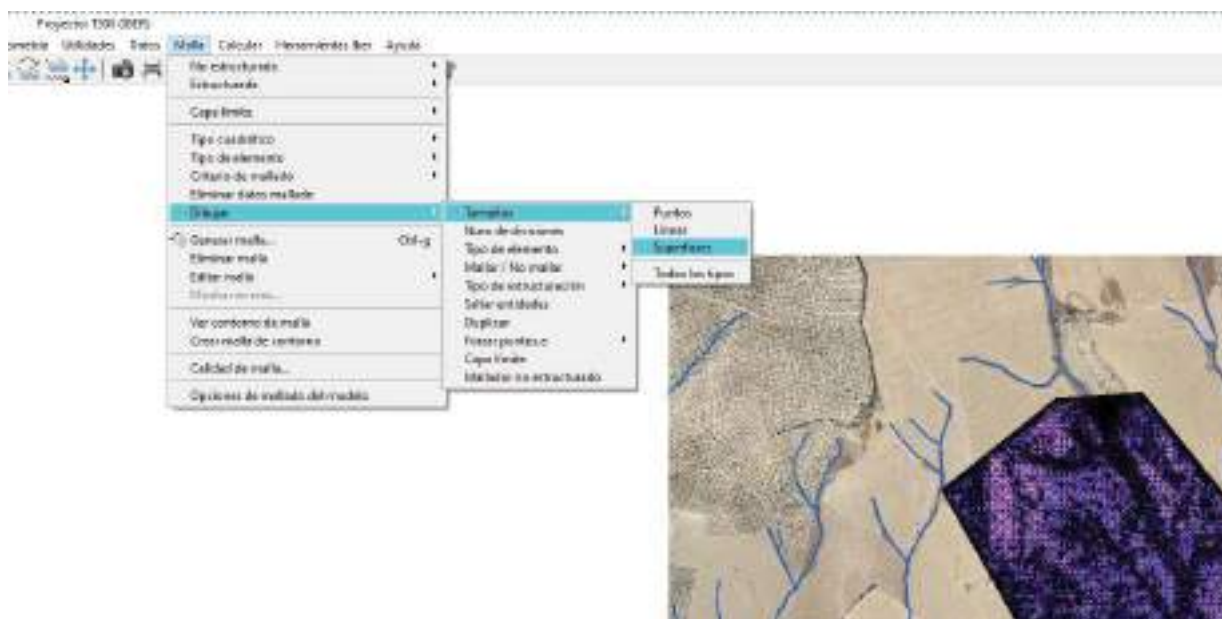 Proyecto: T300 (IBER)
ometría Utilidades Datos Malla Calcular Herramientas Iber Ayuda
No estructurada
Estructurada
Capa límite
Tipo cuadrático
Tipo de elemento
Criterio de mallado
Eliminar datos mallado
Dibujar
Generar malla... Ctrl-g
Eliminar malla
Editar malla
Ver contorno de malla
Crear malla de contorno
Calidad de malla...
Opciones de mallado del modelo
Tamaños
Num de divisiones
Tipo de elemento
Mallar / No mallar
Tipo de estructuración
Saltar entidades
Duplicar
Forzar puntos a
Capa límite
Mallador no estructurado
Puntos
Líneas
Superficies
Todos los tipos